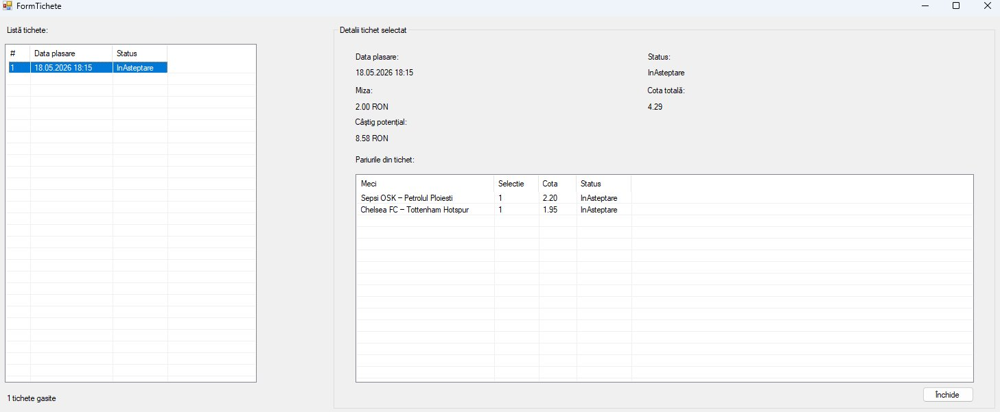 FormTichete
Listă tichete:
# Data plasare Status
1 18.05.2026 18:15 InAsteptare
1 tichete gasite
Detalii tichet selectat
Data plasare: Status:
18.05.2026 18:15 InAsteptare
Miza: Cota totală:
2.00 RON 4.29
Câștig potențial:
8.58 RON
Pariurile din tichet:
Meci Selectie Cota Status
Sepsi OSK – Petrolul Ploiesti 1 2.20 InAsteptare
Chelsea FC – Tottenham Hotspur 1 1.95 InAsteptare
Închide